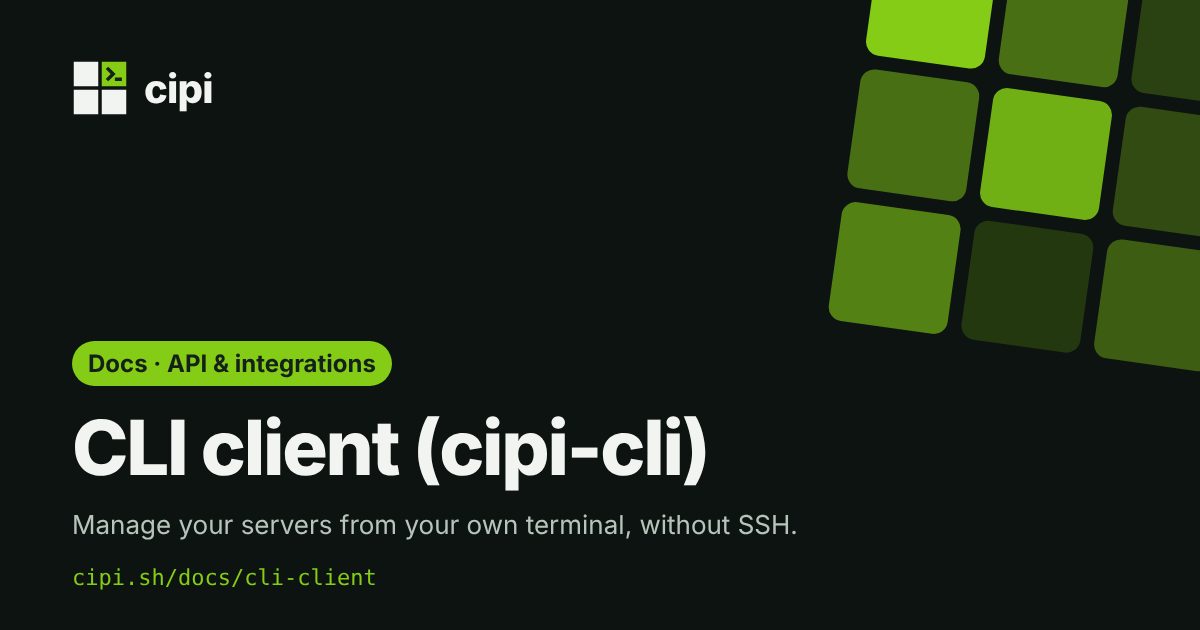 cipi
Docs · API & integrations
CLI client (cipi-cli)
Manage your servers from your own terminal, without SSH.
cipi.sh/docs/cli-client